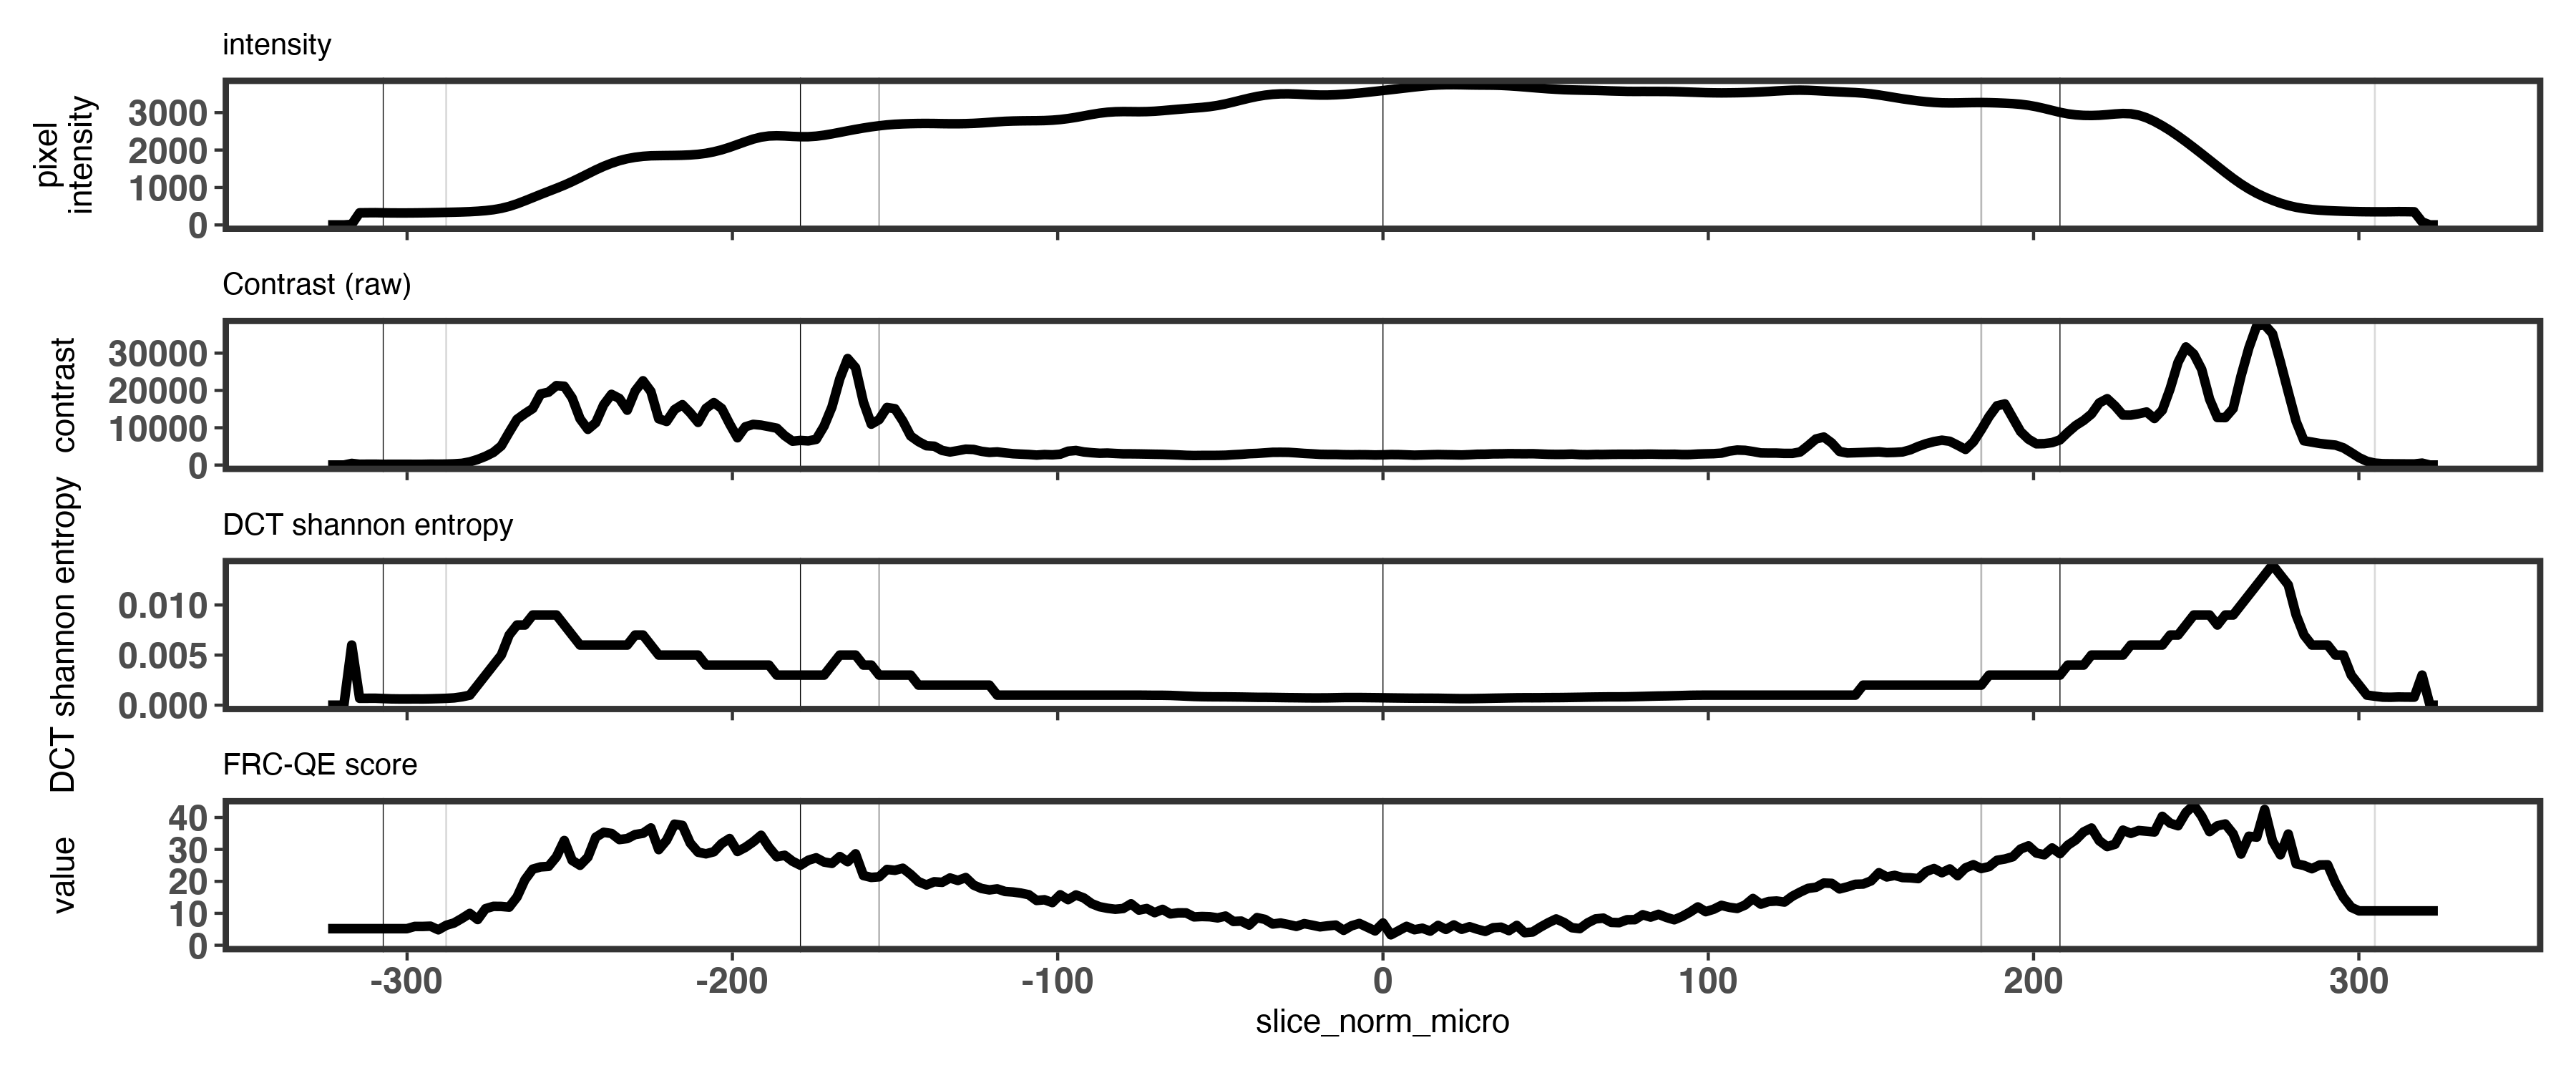 intensity
pixel
intensity
3000
2000
1000
0
Contrast (raw)
contrast
30000
20000
10000
0
DCT shannon entropy
DCT shannon entropy
0.010
0.005
0.000
FRC-QE score
value
40
30
20
10
0
-300 -200 -100 0 100 200 300
slice_norm_micro